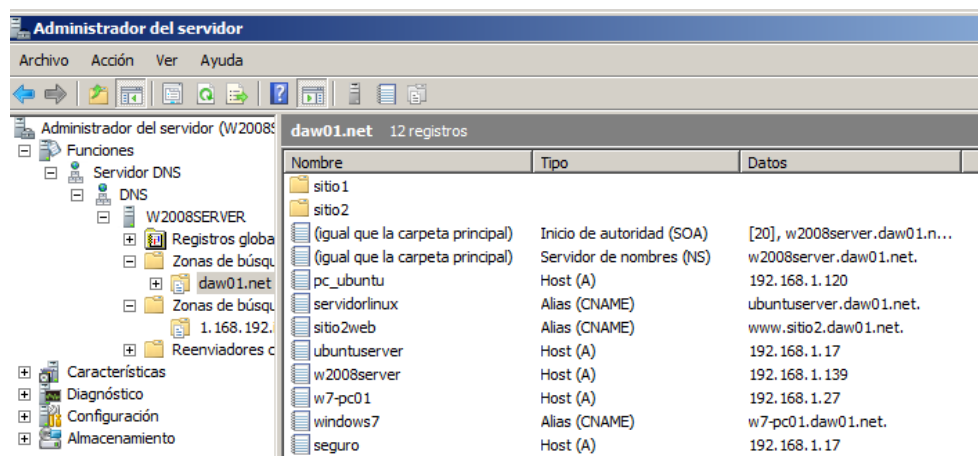 Administrador del servidor
Archivo Acción Ver Ayuda
Administrador del servidor (W2008S
Funciones
Servidor DNS
DNS
W2008SERVER
Registros globa
Zonas de búsqu
daw01.net
Zonas de búsqu
1.168.192.
Reenviadores c
Características
Diagnóstico
Configuración
Almacenamiento
daw01.net 12 registros
Nombre Tipo Datos
sitio1
sitio2
(igual que la carpeta principal) Inicio de autoridad (SOA) [20], w2008server.daw01.n...
(igual que la carpeta principal) Servidor de nombres (NS) w2008server.daw01.net.
pc_ubuntu Host (A) 192.168.1.120
servidorlinux Alias (CNAME) ubuntuserver.daw01.net.
sitio2web Alias (CNAME) www.sitio2.daw01.net.
ubuntuserver Host (A) 192.168.1.17
w2008server Host (A) 192.168.1.139
w7-pc01 Host (A) 192.168.1.27
windows7 Alias (CNAME) w7-pc01.daw01.net.
seguro Host (A) 192.168.1.17